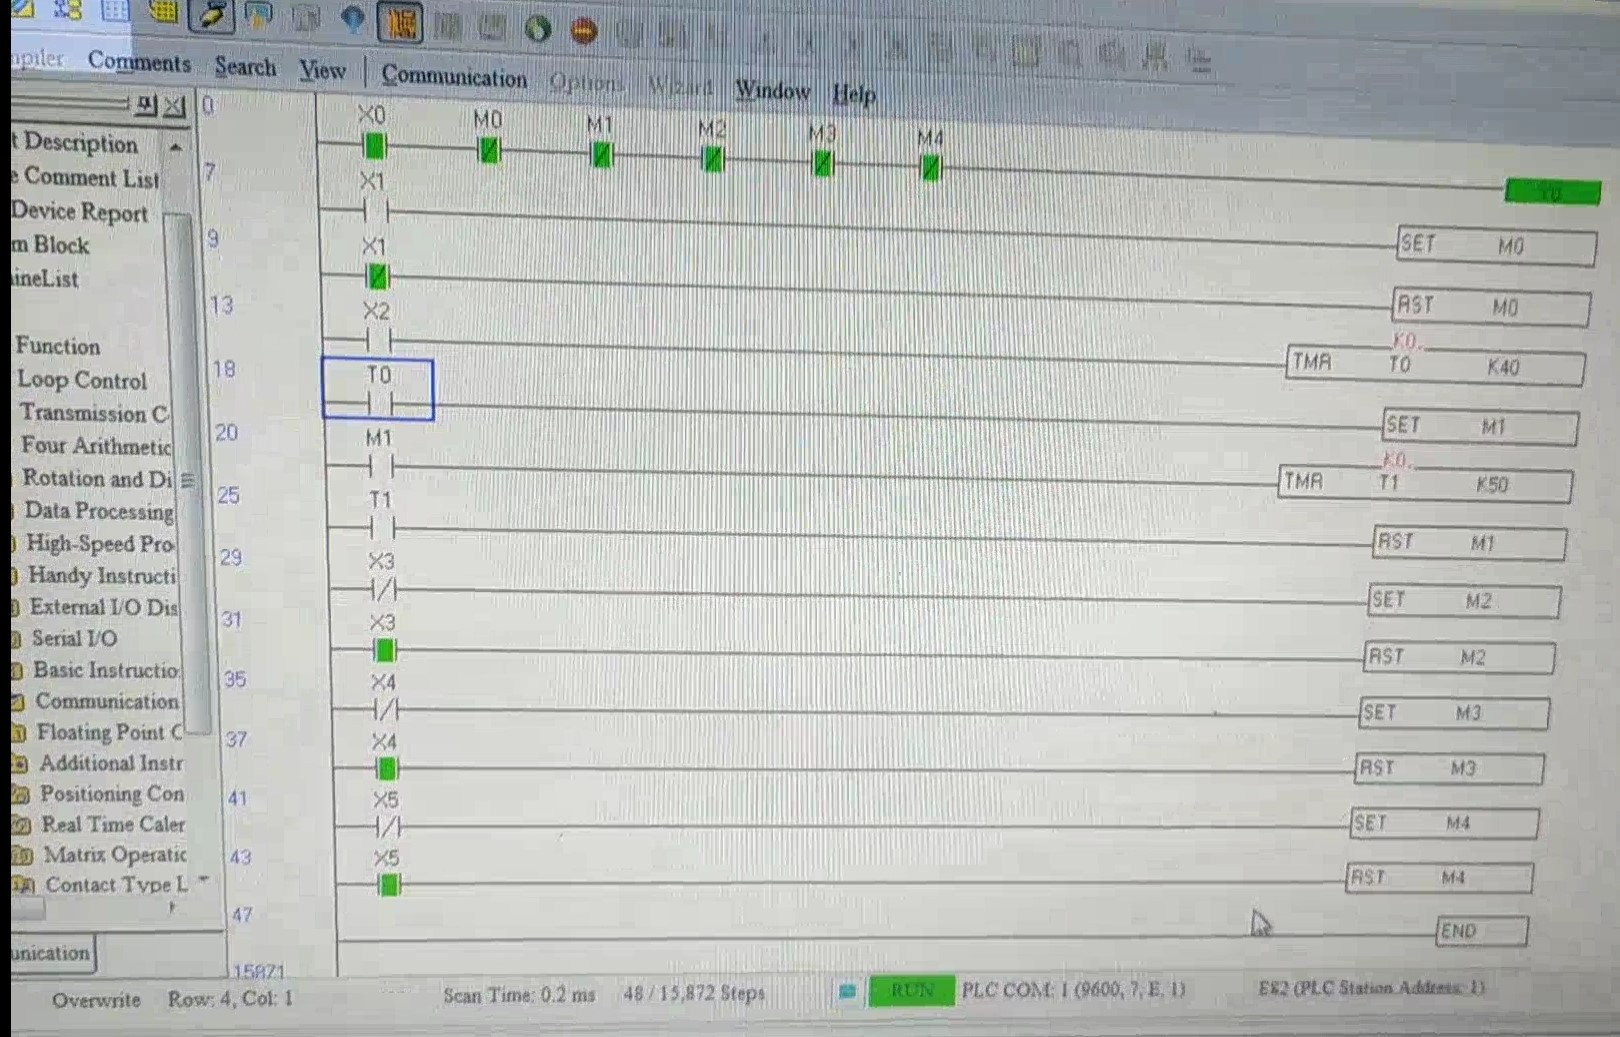 mpiler Comments Search View Communication Options Wizard Window Help
t Description
e Comment List
Device Report
m Block
ineList
Function
Loop Control
Transmission C
Four Arithmetic
Rotation and Di
Data Processing
High-Speed Pro
Handy Instructi
External I/O Dis
Serial I/O
Basic Instructio
Communication
Floating Point C
Additional Instr
Positioning Con
Real Time Caler
Matrix Operatic
Contact Type L
unication
0 X0 M0 M1 M2 M3 M4 Y0
7 X1 SET M0
9 X1 RST M0
13 X2 TMR T0 K40 K0.
18 T0 SET M1
20 M1 TMR T1 K50 K0.
25 T1 RST M1
29 X3 SET M2
31 X3 RST M2
35 X4 SET M3
37 X4 RST M3
41 X5 SET M4
43 X5 RST M4
47 END
15871
Overwrite Row: 4, Col: 1 Scan Time: 0.2 ms 48 / 15,872 Steps RUN PLC COM: 1 (9600, 7, E, 1) ES2 (PLC Station Address: 1)